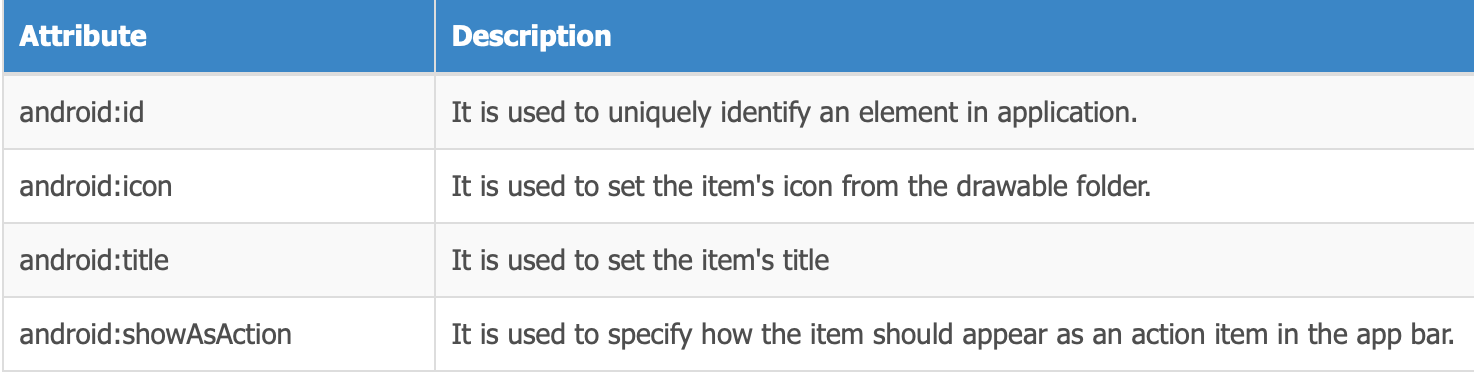 Attribute Description
android:id It is used to uniquely identify an element in application.
android:icon It is used to set the item's icon from the drawable folder.
android:title It is used to set the item's title
android:showAsAction It is used to specify how the item should appear as an action item in the app bar.